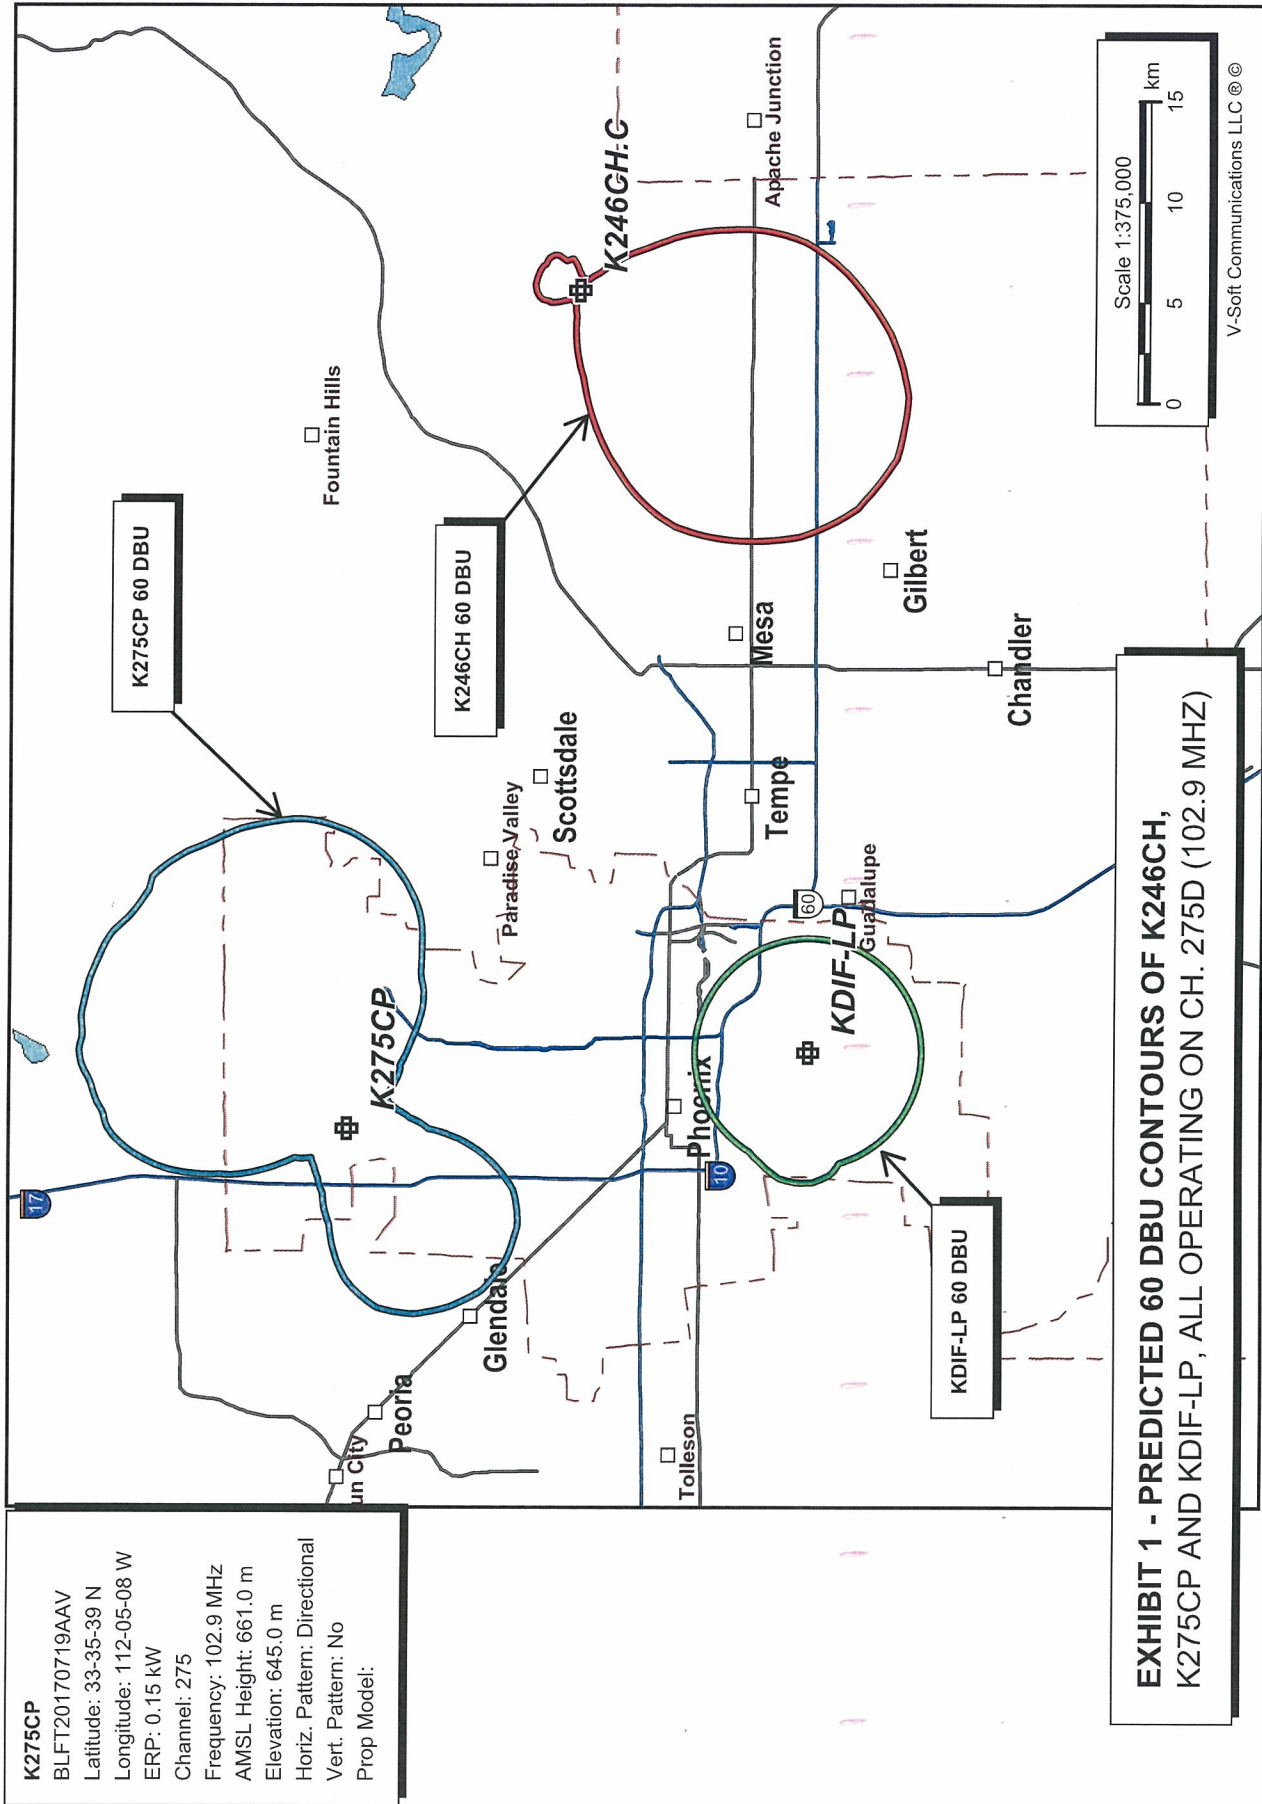 K275CP
BLFT20170719AAV
Latitude: 33-35-39 N
Longitude: 112-05-08 W
ERP: 0.15 kW
Channel: 275
Frequency: 102.9 MHz
AMSL Height: 661.0 m
Elevation: 645.0 m
Horiz. Pattern: Directional
Vert. Pattern: No
Prop Model:
17
K275CP 60 DBU
Fountain Hills
K275CP
K246CH 60 DBU
K246CH.C
un City
Peoria
Glendale
Paradise Valley
Scottsdale
Tolleson
Phoenix
10
Mesa
Tempe
Apache Junction
60
KDIF-LP
Guadalupe
Gilbert
KDIF-LP 60 DBU
Chandler
EXHIBIT 1 - PREDICTED 60 DBU CONTOURS OF K246CH,
K275CP AND KDIF-LP, ALL OPERATING ON CH. 275D (102.9 MHZ)
Scale 1:375,000
km
0 5 10 15
V-Soft Communications LLC ® ©